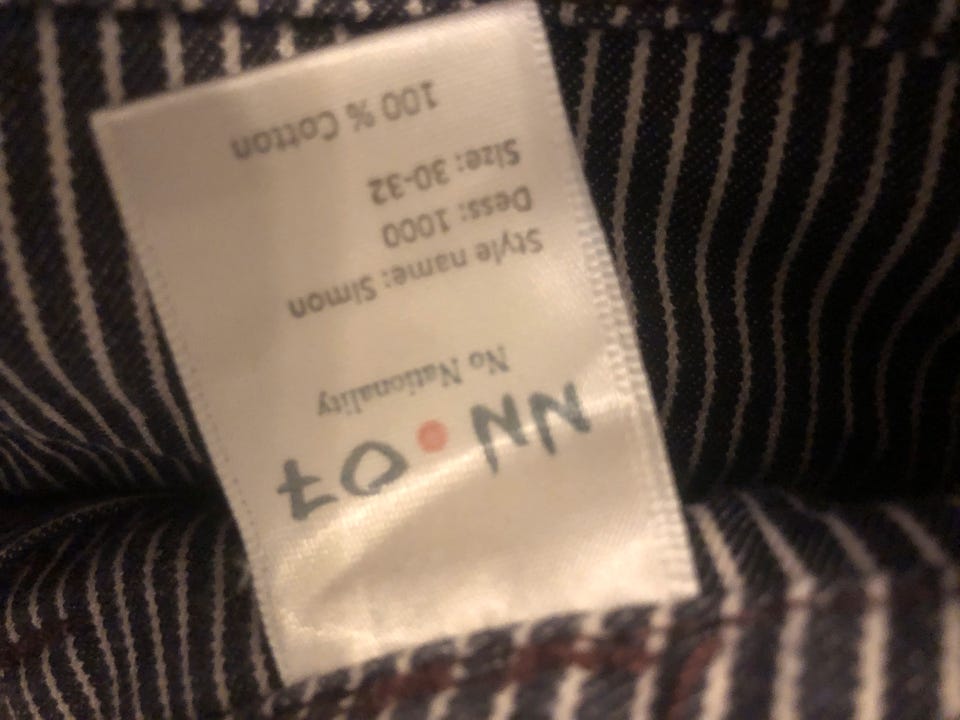 NN•07
No Nationality
Style name: Simon
Dess: 1000
Size: 30-32
100 % Cotton